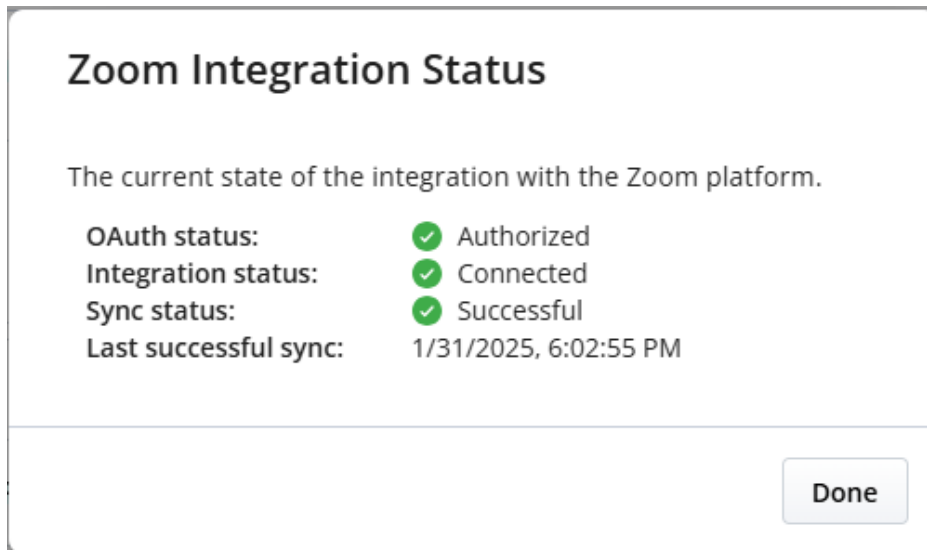 Zoom Integration Status
The current state of the integration with the Zoom platform.
OAuth status: Authorized
Integration status: Connected
Sync status: Successful
Last successful sync: 1/31/2025, 6:02:55 PM
Done